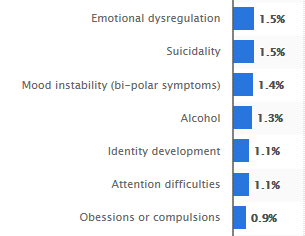 Emotional dysregulation 1.5%
Suicidality 1.5%
Mood instability (bi-polar symptoms) 1.4%
Alcohol 1.3%
Identity development 1.1%
Attention difficulties 1.1%
Obessions or compulsions 0.9%